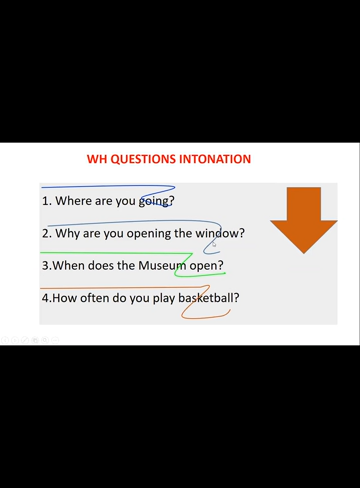 WH QUESTIONS INTONATION
1. Where are you going?
2. Why are you opening the window?
3.When does the Museum open?
4.How often do you play basketball?